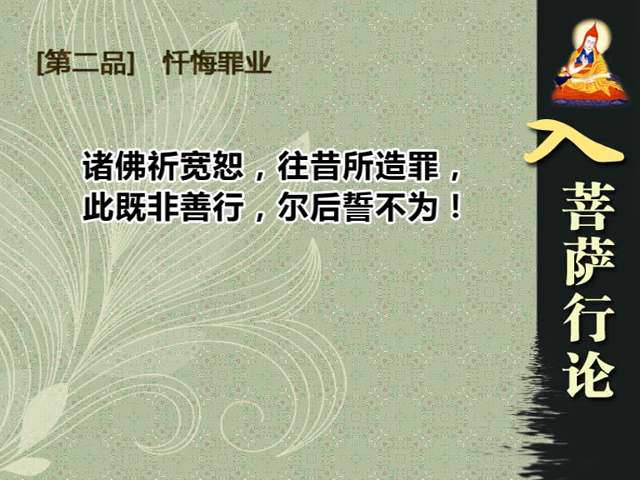 [第二品] 忏悔罪业
诸佛祈宽恕，往昔所造罪，
此既非善行，尔后誓不为！
入菩萨行论